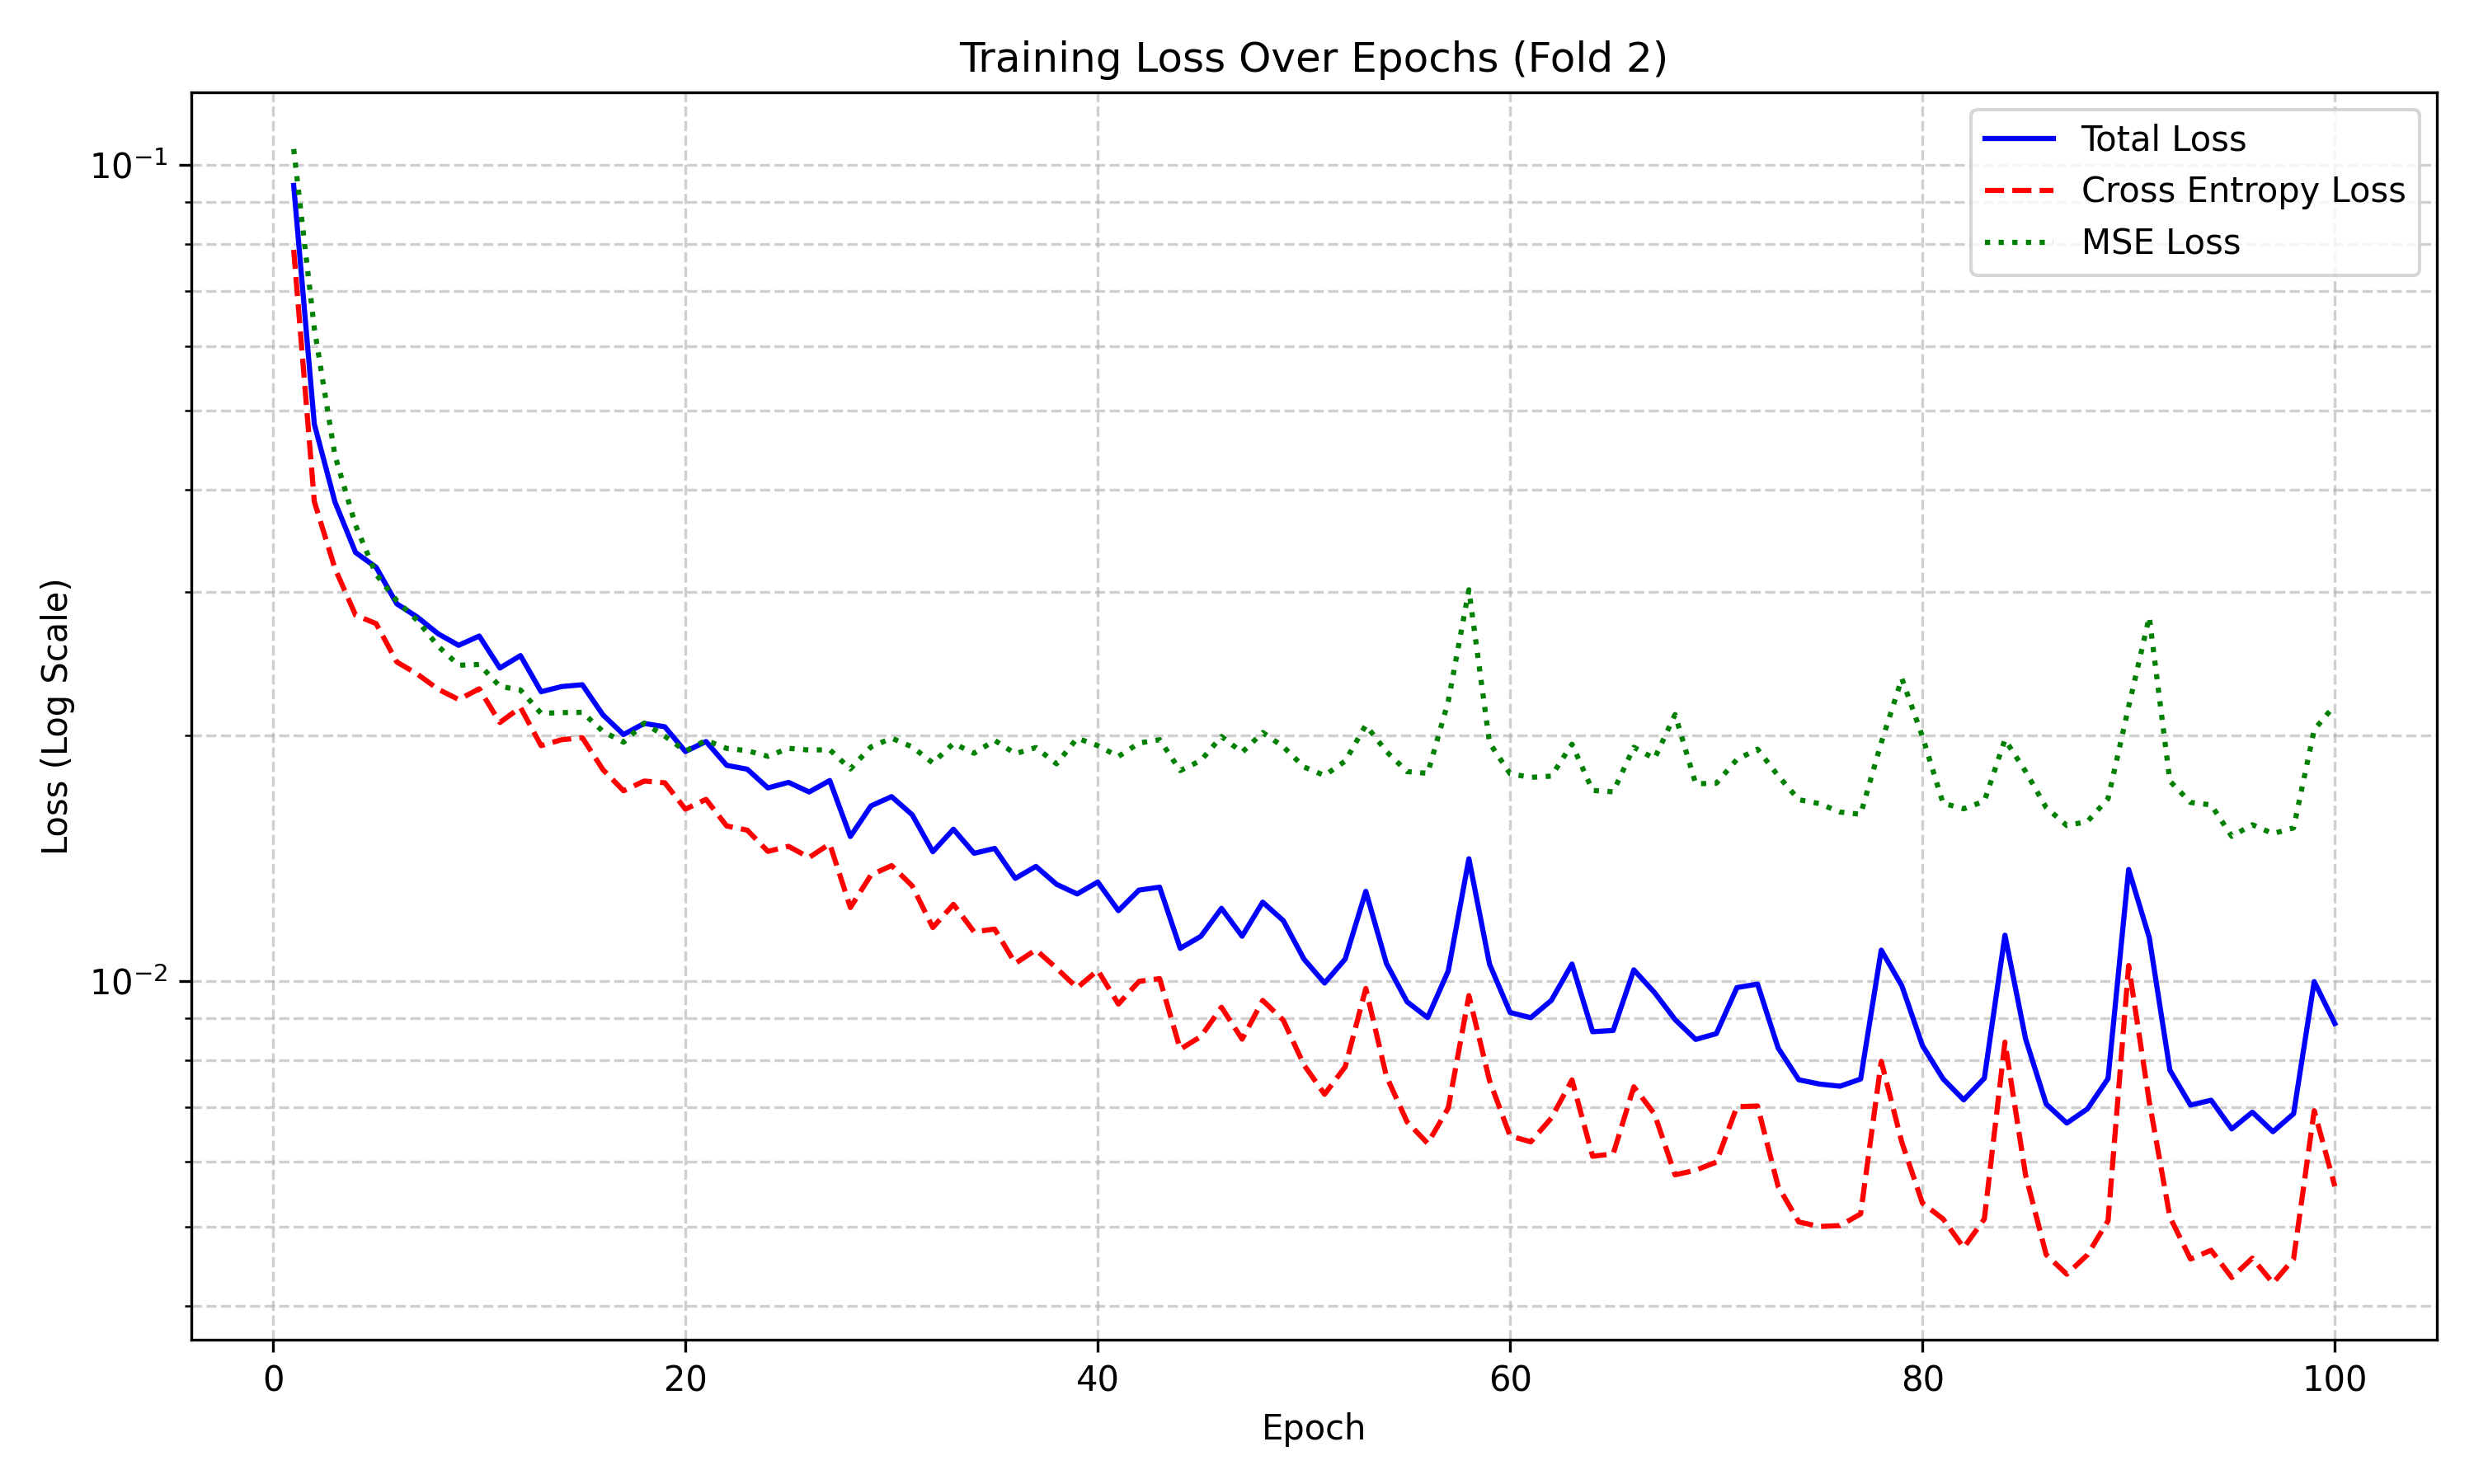 Training Loss Over Epochs (Fold 2)
Total Loss
Cross Entropy Loss
MSE Loss
Loss (Log Scale)
10⁻¹
10⁻²
0 20 40 60 80 100
Epoch